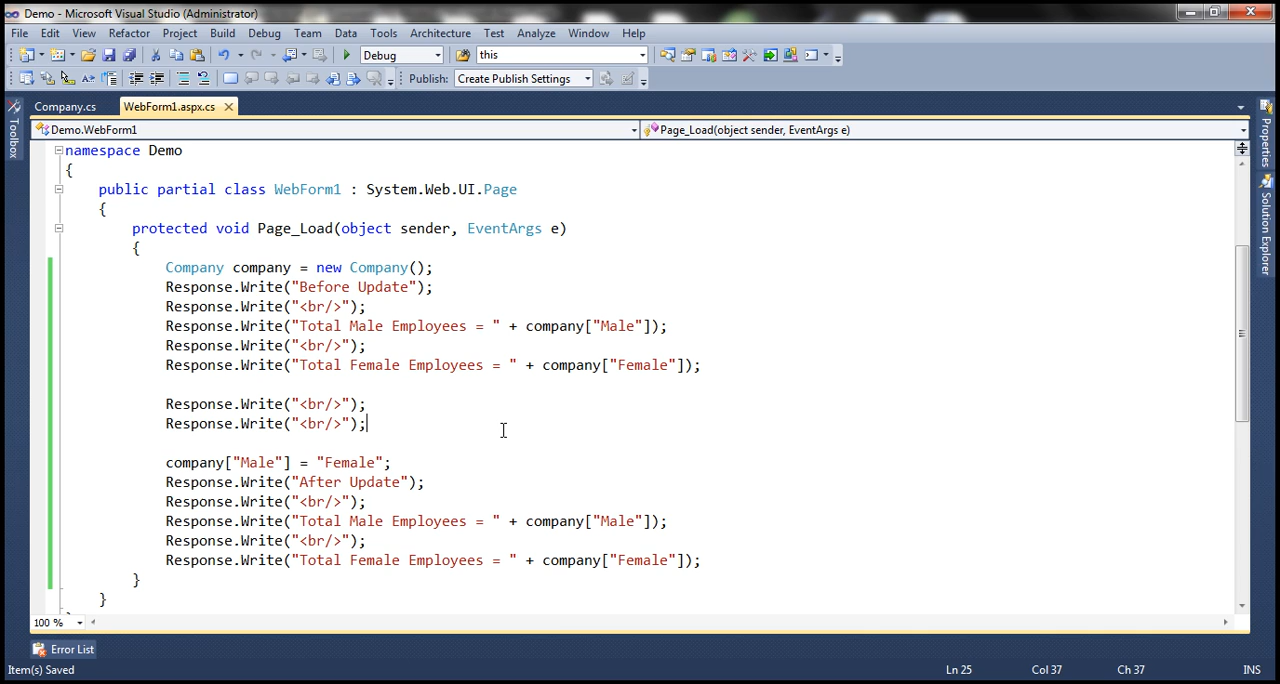 Demo - Microsoft Visual Studio (Administrator)
File Edit View Refactor Project Build Debug Team Data Tools Architecture Test Analyze Window Help
Debug this
Publish: Create Publish Settings
Company.cs WebForm1.aspx.cs
Demo.WebForm1 Page_Load(object sender, EventArgs e)
Toolbox
Properties
Solution Explorer
namespace Demo
{
public partial class WebForm1 : System.Web.UI.Page
{
protected void Page_Load(object sender, EventArgs e)
{
Company company = new Company();
Response.Write("Before Update");
Response.Write("<br/>");
Response.Write("Total Male Employees = " + company["Male"]);
Response.Write("<br/>");
Response.Write("Total Female Employees = " + company["Female"]);
Response.Write("<br/>");
Response.Write("<br/>");
company["Male"] = "Female";
Response.Write("After Update");
Response.Write("<br/>");
Response.Write("Total Male Employees = " + company["Male"]);
Response.Write("<br/>");
Response.Write("Total Female Employees = " + company["Female"]);
}
}
100 %
Error List
Item(s) Saved Ln 25 Col 37 Ch 37 INS